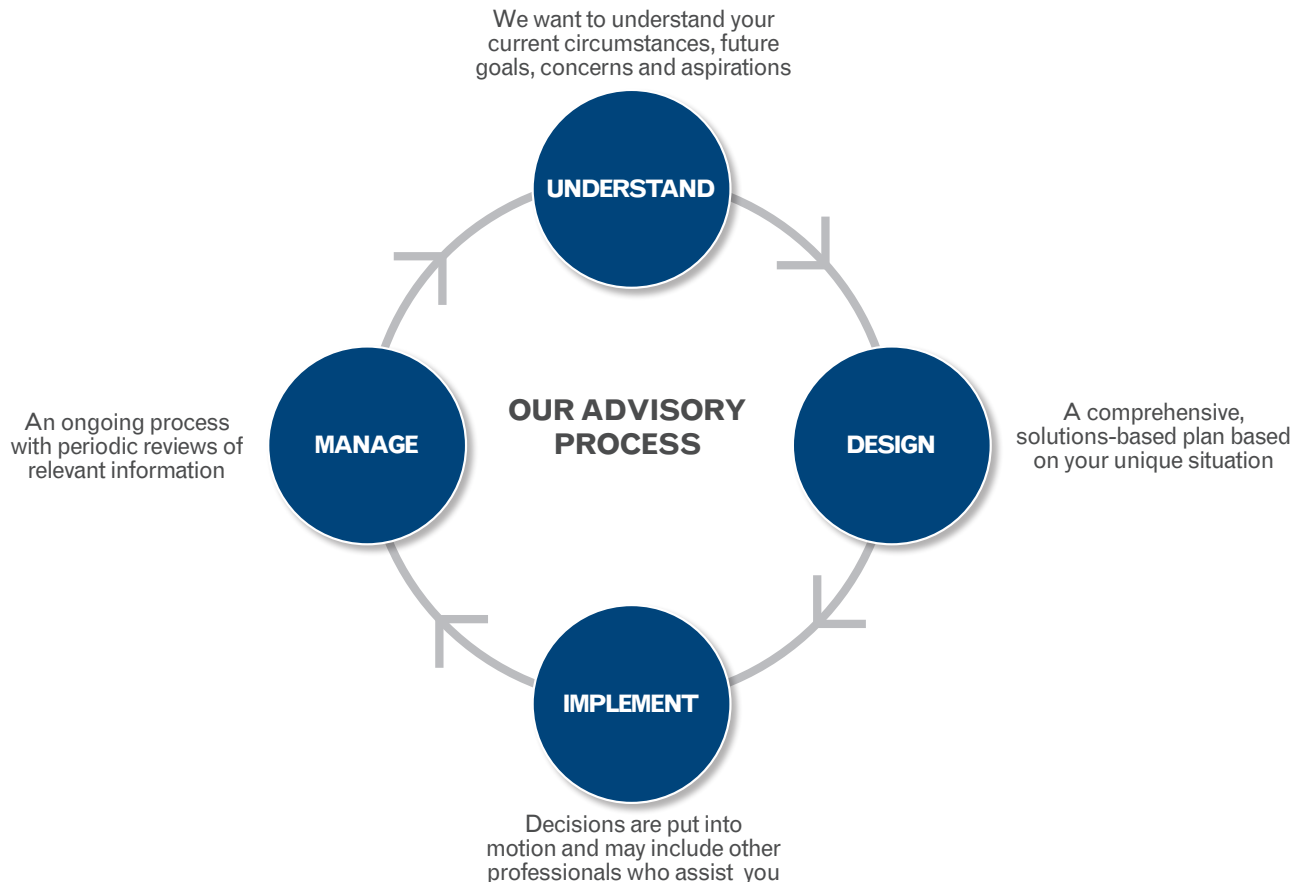 We want to understand your
current circumstances, future
goals, concerns and aspirations
UNDERSTAND
OUR ADVISORY
PROCESS
MANAGE
An ongoing process
with periodic reviews of
relevant information
DESIGN
A comprehensive,
solutions-based plan based
on your unique situation
IMPLEMENT
Decisions are put into
motion and may include other
professionals who assist you